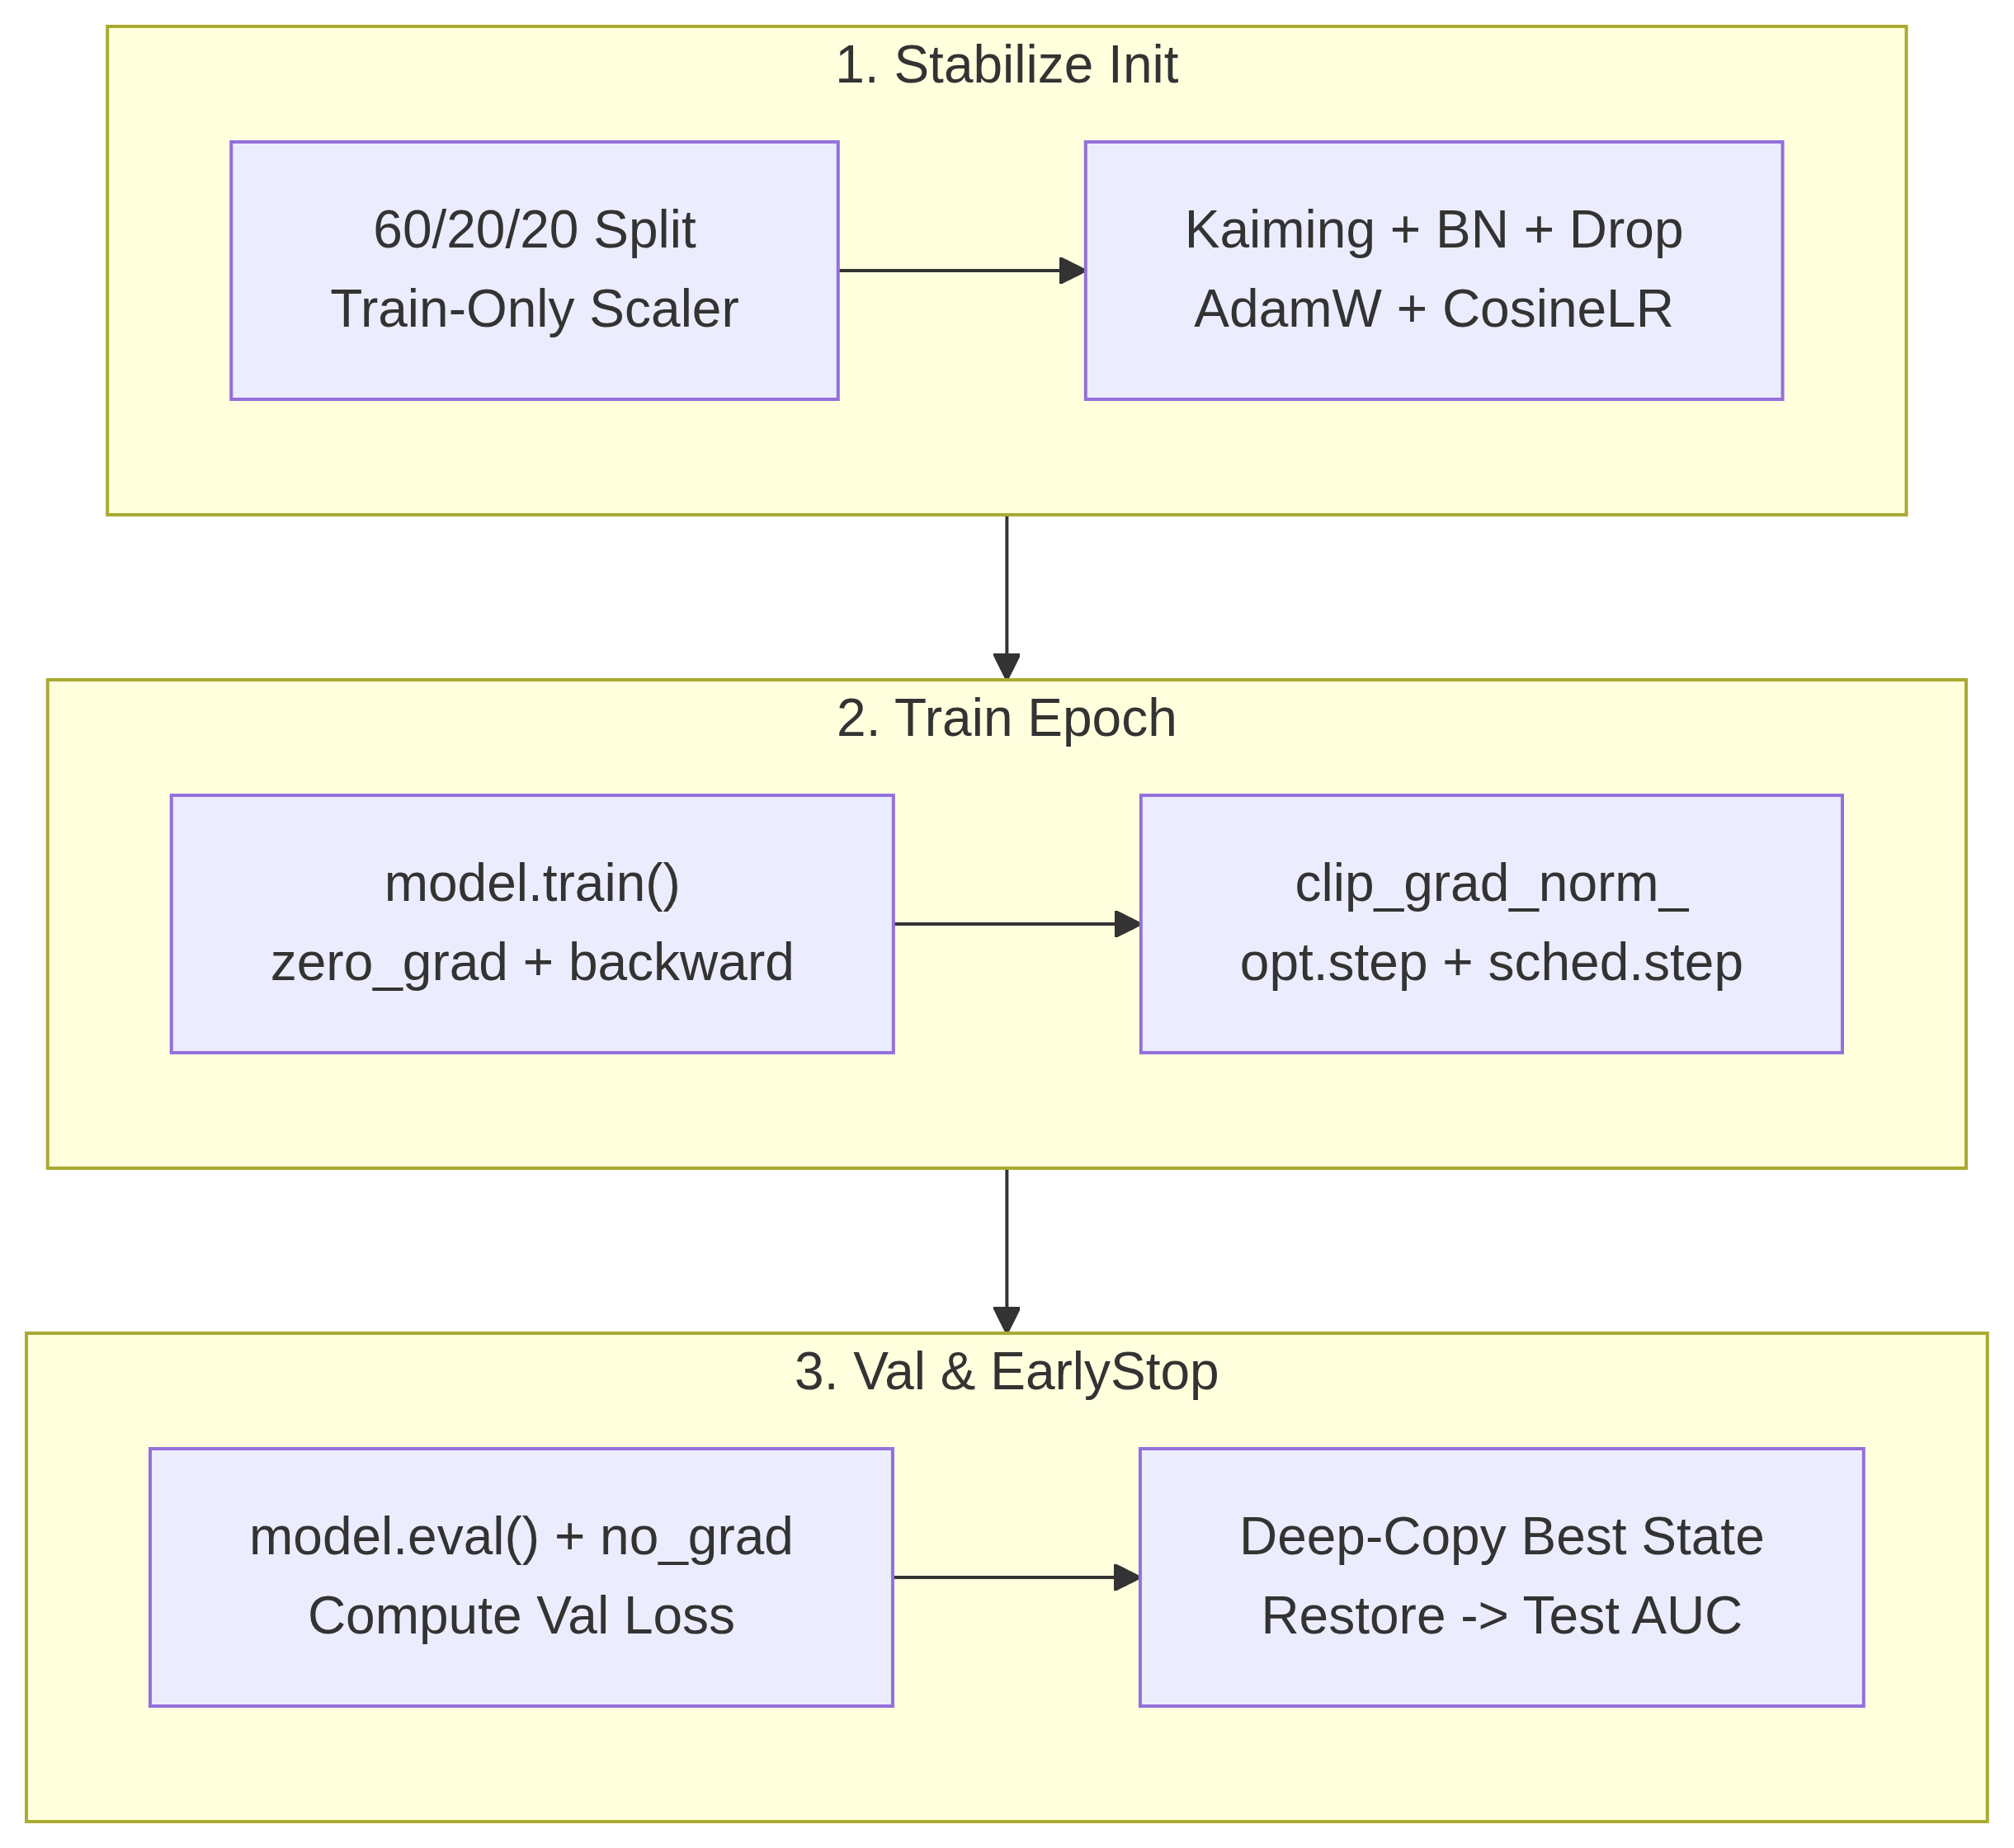 1. Stabilize Init
60/20/20 Split
Train-Only Scaler
Kaiming + BN + Drop
AdamW + CosineLR
2. Train Epoch
model.train()
zero_grad + backward
clip_grad_norm_
opt.step + sched.step
3. Val & EarlyStop
model.eval() + no_grad
Compute Val Loss
Deep-Copy Best State
Restore -> Test AUC